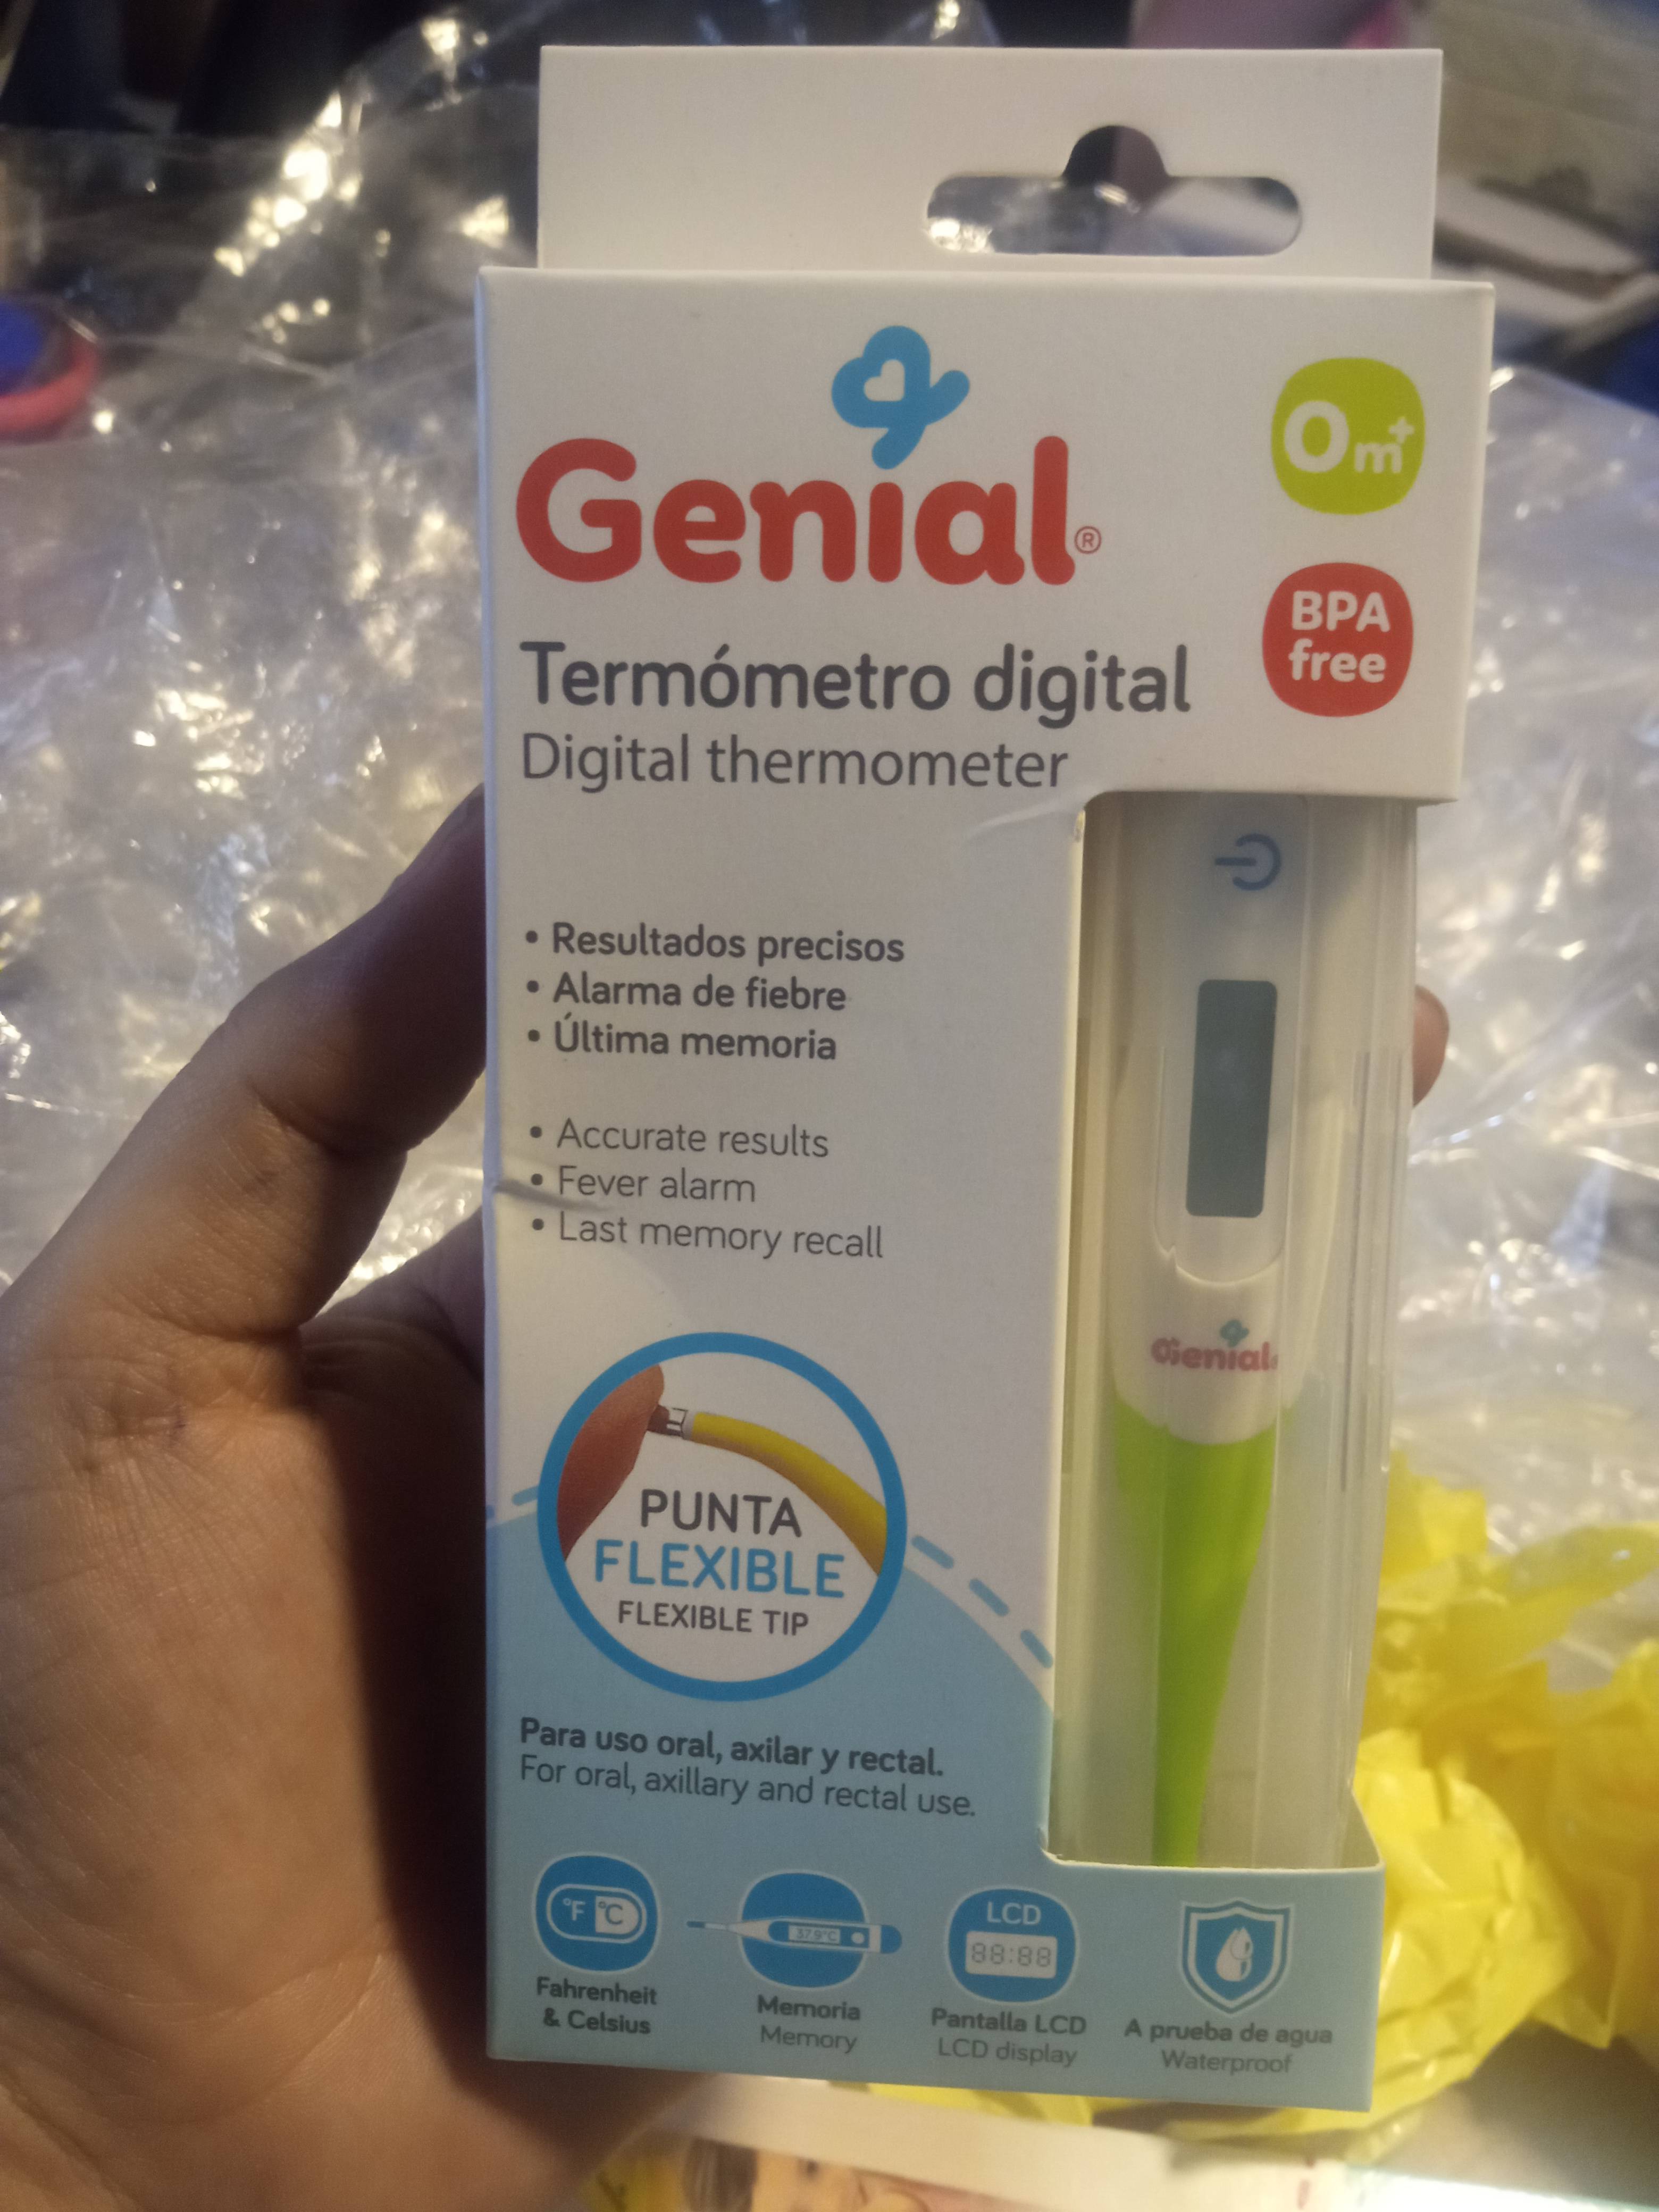 Genial®
0m+
BPA
free
Termómetro digital
Digital thermometer
• Resultados precisos
• Alarma de fiebre
• Última memoria
• Accurate results
• Fever alarm
• Last memory recall
Genial
PUNTA
FLEXIBLE
FLEXIBLE TIP
Para uso oral, axilar y rectal.
For oral, axillary and rectal use.
°F °C
Fahrenheit
& Celsius
37.9°C
Memoria
Memory
LCD
88:88
Pantalla LCD
LCD display
A prueba de agua
Waterproof